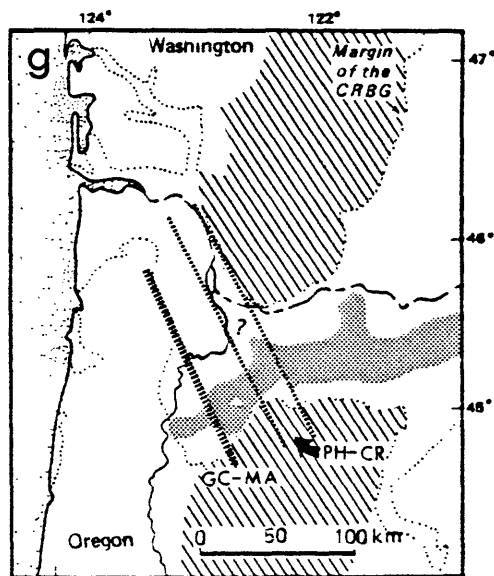 124° 122°
g
Washington
Margin
of the
CRBG
47°
46°
?
45°
PH-CR
GC-MA
Oregon
0 50 100 km